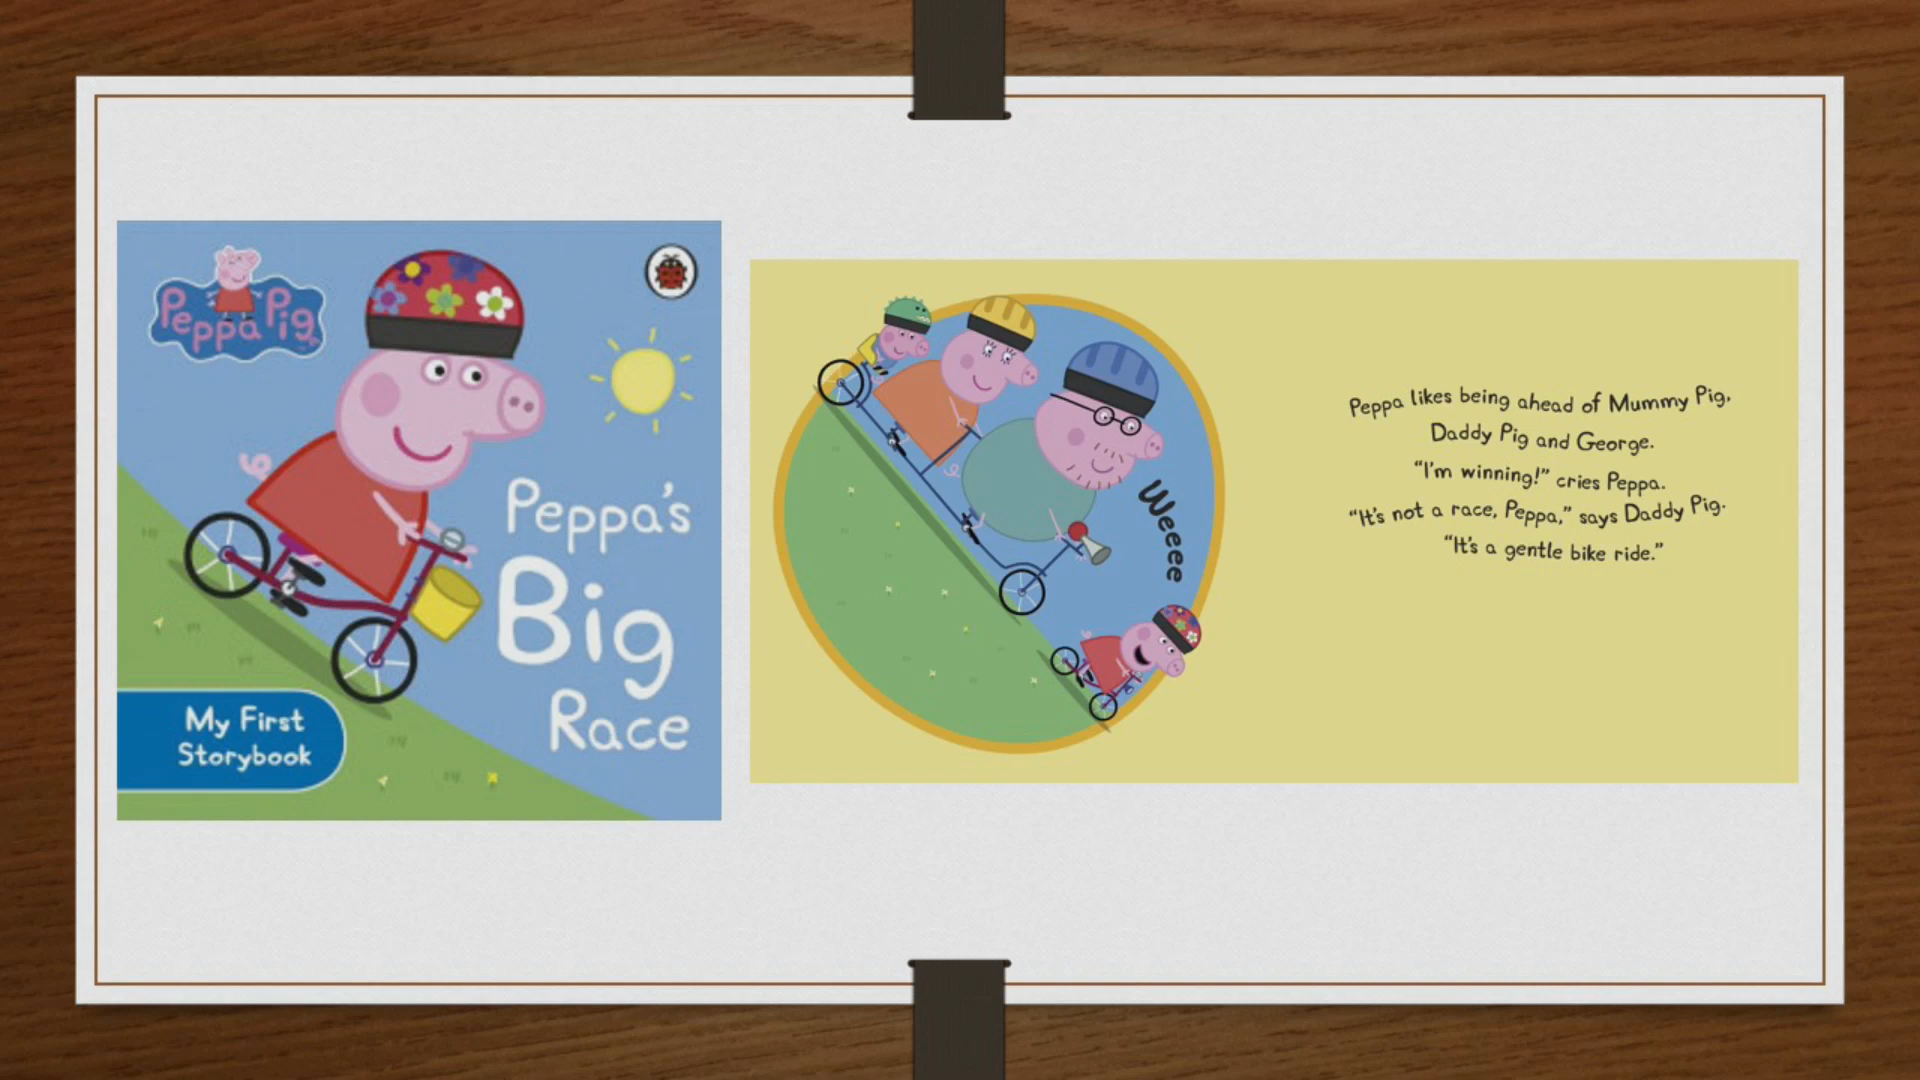 Peppa Pig
Peppa's
Big
Race
My First
Storybook
Weeee
Peppa likes being ahead of Mummy Pig,
Daddy Pig and George.
“I'm winning!” cries Peppa.
“It's not a race, Peppa,” says Daddy Pig.
“It's a gentle bike ride.”